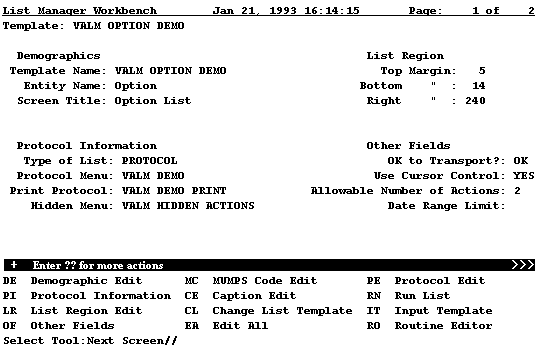 List Manager Workbench Jan 21, 1993 16:14:15 Page: 1 of 2
Template: VALM OPTION DEMO
Demographics List Region
Template Name: VALM OPTION DEMO Top Margin: 5
Entity Name: Option Bottom " : 14
Screen Title: Option List Right " : 240
Protocol Information Other Fields
Type of List: PROTOCOL OK to Transport?: OK
Protocol Menu: VALM DEMO Use Cursor Control: YES
Print Protocol: VALM DEMO PRINT Allowable Number of Actions: 2
Hidden Menu: VALM HIDDEN ACTIONS Date Range Limit:
+ Enter ?? for more actions >>>
DE Demographic Edit MC MUMPS Code Edit PE Protocol Edit
PI Protocol Information CE Caption Edit RN Run List
LR List Region Edit CL Change List Template IT Input Template
OF Other Fields EA Edit All RO Routine Editor
Select Tool:Next Screen//